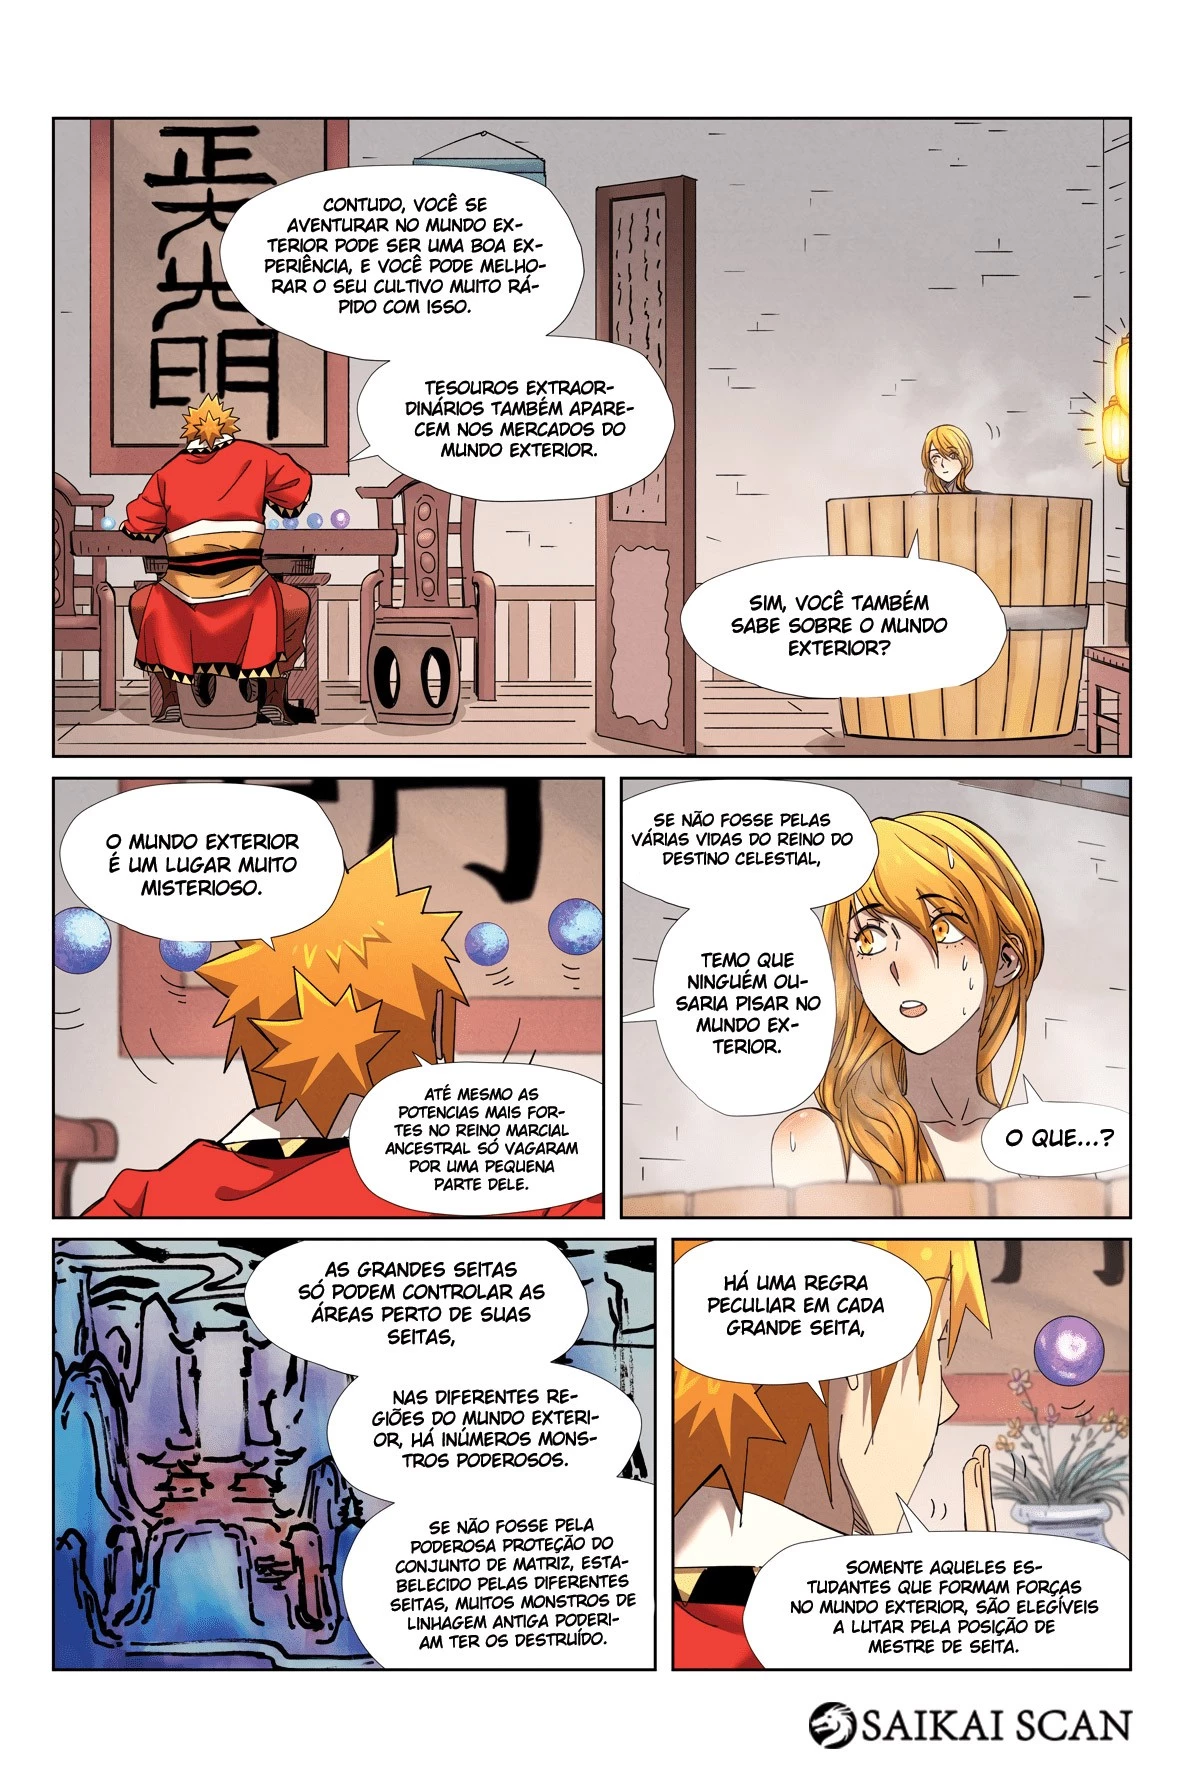 正大光明
CONTUDO, VOCÊ SE
AVENTURAR NO MUNDO EX-
TERIOR PODE SER UMA BOA EX-
PERIÊNCIA, E VOCÊ PODE MELHO-
RAR O SEU CULTIVO MUITO RÁ-
PIDO COM ISSO.
TESOUROS EXTRAOR-
DINÁRIOS TAMBÉM APARE-
CEM NOS MERCADOS DO
MUNDO EXTERIOR.
SIM, VOCÊ TAMBÉM
SABE SOBRE O MUNDO
EXTERIOR?
O MUNDO EXTERIOR
É UM LUGAR MUITO
MISTERIOSO.
ATÉ MESMO AS
POTENCIAS MAIS FOR-
TES NO REINO MARCIAL
ANCESTRAL SÓ VAGARAM
POR UMA PEQUENA
PARTE DELE.
SE NÃO FOSSE PELAS
VÁRIAS VIDAS DO REINO DO
DESTINO CELESTIAL,
TEMO QUE
NINGUÉM OU-
SARIA PISAR NO
MUNDO EX-
TERIOR.
O QUE...?
AS GRANDES SEITAS
SÓ PODEM CONTROLAR AS
ÁREAS PERTO DE SUAS
SEITAS,
NAS DIFERENTES RE-
GIÕES DO MUNDO EXTERI-
OR, HÁ INÚMEROS MONS-
TROS PODEROSOS.
SE NÃO FOSSE PELA
PODEROSA PROTEÇÃO DO
CONJUNTO DE MATRIZ, ESTA-
BELECIDO PELAS DIFERENTES
SEITAS, MUITOS MONSTROS DE
LINHAGEM ANTIGA PODERI-
AM TER OS DESTRUÍDO.
HÁ UMA REGRA
PECULIAR EM CADA
GRANDE SEITA,
SOMENTE AQUELES ES-
TUDANTES QUE FORMAM FORÇAS
NO MUNDO EXTERIOR, SÃO ELEGÍVEIS
A LUTAR PELA POSIÇÃO DE
MESTRE DE SEITA.
SAIKAI SCAN